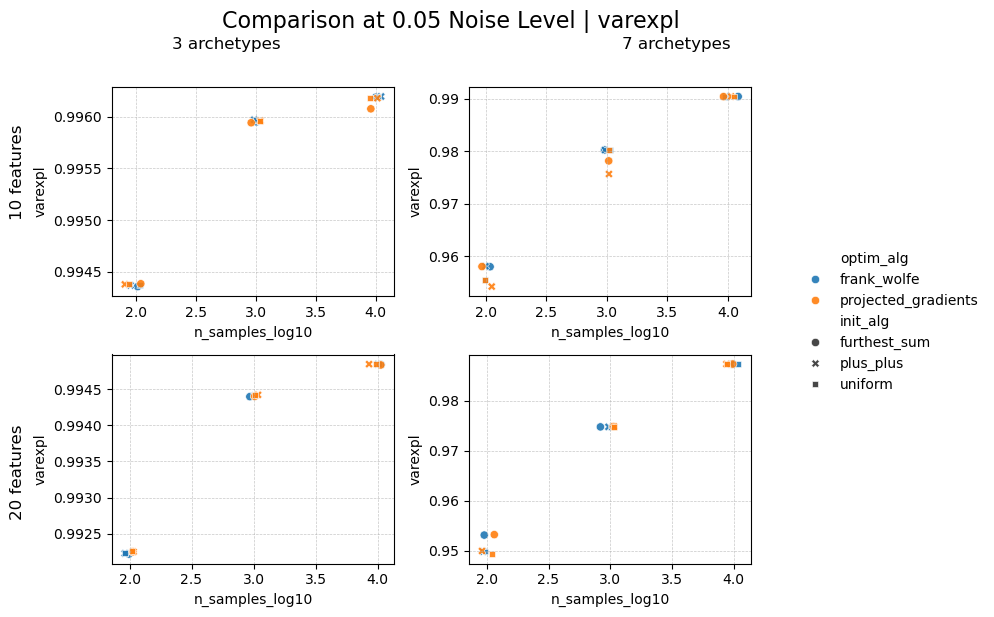 Comparison at 0.05 Noise Level | varexpl
3 archetypes
7 archetypes
10 features
varexpl
0.9960
0.9955
0.9950
0.9945
2.0 2.5 3.0 3.5 4.0
n_samples_log10
varexpl
0.99
0.98
0.97
0.96
2.0 2.5 3.0 3.5 4.0
n_samples_log10
20 features
varexpl
0.9945
0.9940
0.9935
0.9930
0.9925
2.0 2.5 3.0 3.5 4.0
n_samples_log10
varexpl
0.98
0.97
0.96
0.95
2.0 2.5 3.0 3.5 4.0
n_samples_log10
optim_alg
frank_wolfe
projected_gradients
init_alg
furthest_sum
plus_plus
uniform